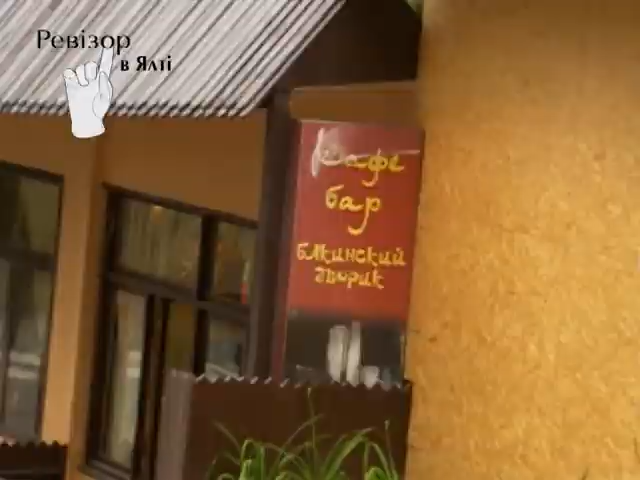 Ревізор
в Ялті
кафе
бар
бакинский
дворик